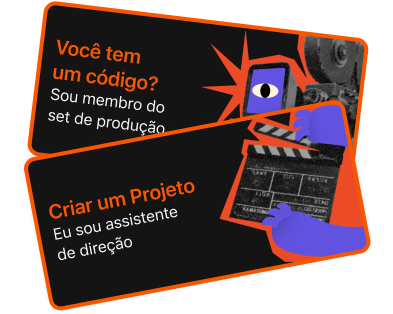 Você tem
um código?
Sou membro do
set de produção
Criar um Projeto
Eu sou assistente
de direção